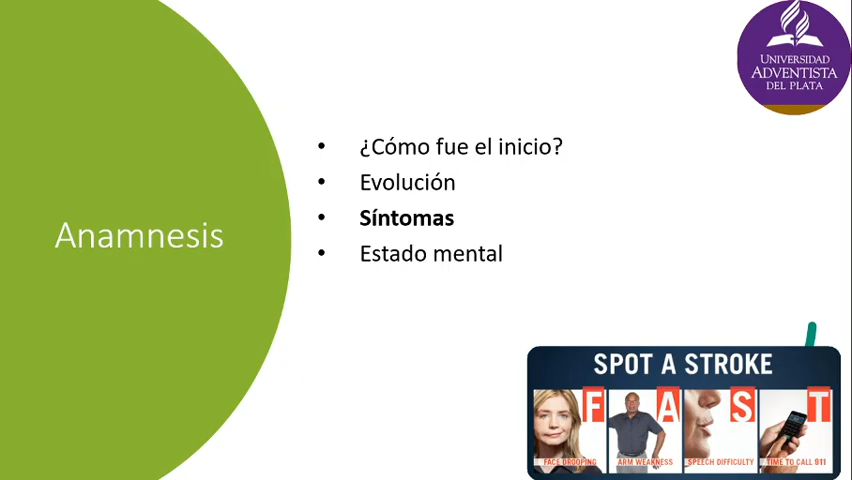 UNIVERSIDAD
ADVENTISTA
DEL PLATA
Anamnesis
• ¿Cómo fue el inicio?
• Evolución
• Síntomas
• Estado mental
SPOT A STROKE
F A S T
FACE DROOPING ARM WEAKNESS SPEECH DIFFICULTY TIME TO CALL 911